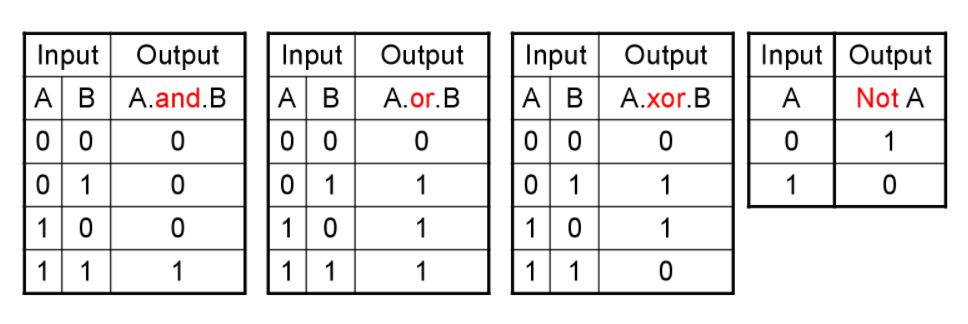 Input Output Input Output Input Output Input Output
A B A.and.B A B A.or.B A B A.xor.B A Not A
0 0 0 0 0 0 0 0 0 0 1
0 1 0 0 1 1 0 1 1 1 0
1 0 0 1 0 1 1 0 1
1 1 1 1 1 1 1 1 0